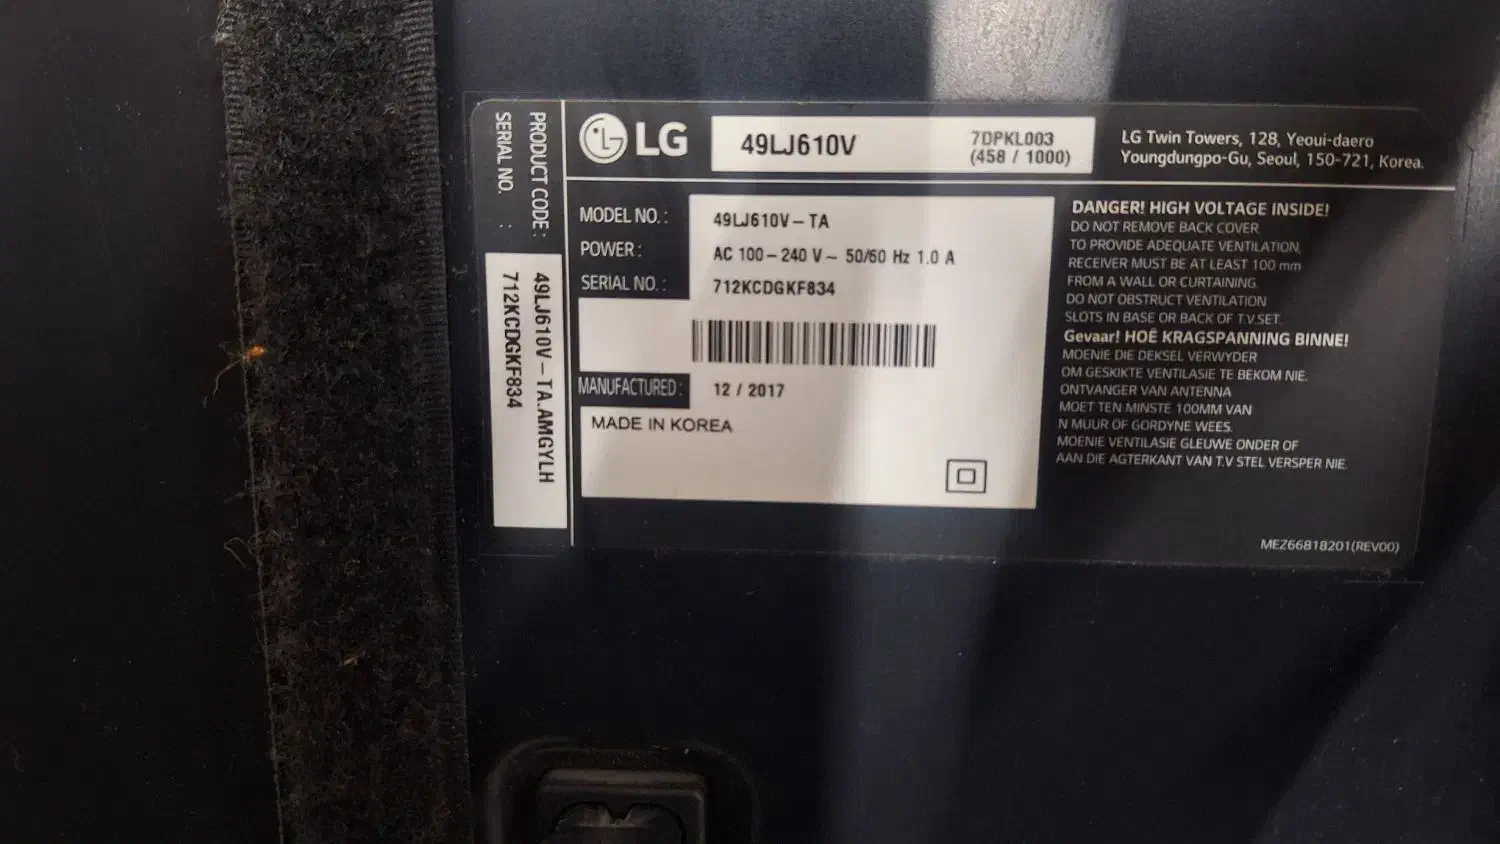 PRODUCT CODE :
SERIAL NO. :
49LJ610V-TA.AMGYLH
712KCDGKF834
LG
49LJ610V
7DPKL003
(458 / 1000)
LG Twin Towers, 128, Yeoui-daero
Youngdungpo-Gu, Seoul, 150-721, Korea.
MODEL NO. : 49LJ610V-TA
POWER : AC 100-240 V~ 50/60 Hz 1.0 A
SERIAL NO. : 712KCDGKF834
MANUFACTURED : 12 / 2017
MADE IN KOREA
DANGER! HIGH VOLTAGE INSIDE!
DO NOT REMOVE BACK COVER.
TO PROVIDE ADEQUATE VENTILATION,
RECEIVER MUST BE AT LEAST 100 mm
FROM A WALL OR CURTAINING.
DO NOT OBSTRUCT VENTILATION
SLOTS IN BASE OR BACK OF T.V.SET.
Gevaar! HOË KRAGSPANNING BINNE!
MOENIE DIE DEKSEL VERWYDER
OM GESKIKTE VENTILASIE TE BEKOM NIE.
ONTVANGER VAN ANTENNA
MOET TEN MINSTE 100MM VAN
N MUUR OF GORDYNE WEES.
MOENIE VENTILASIE GLEUWE ONDER OF
AAN DIE AGTERKANT VAN T.V STEL VERSPER NIE.
MEZ66818201(REV00)